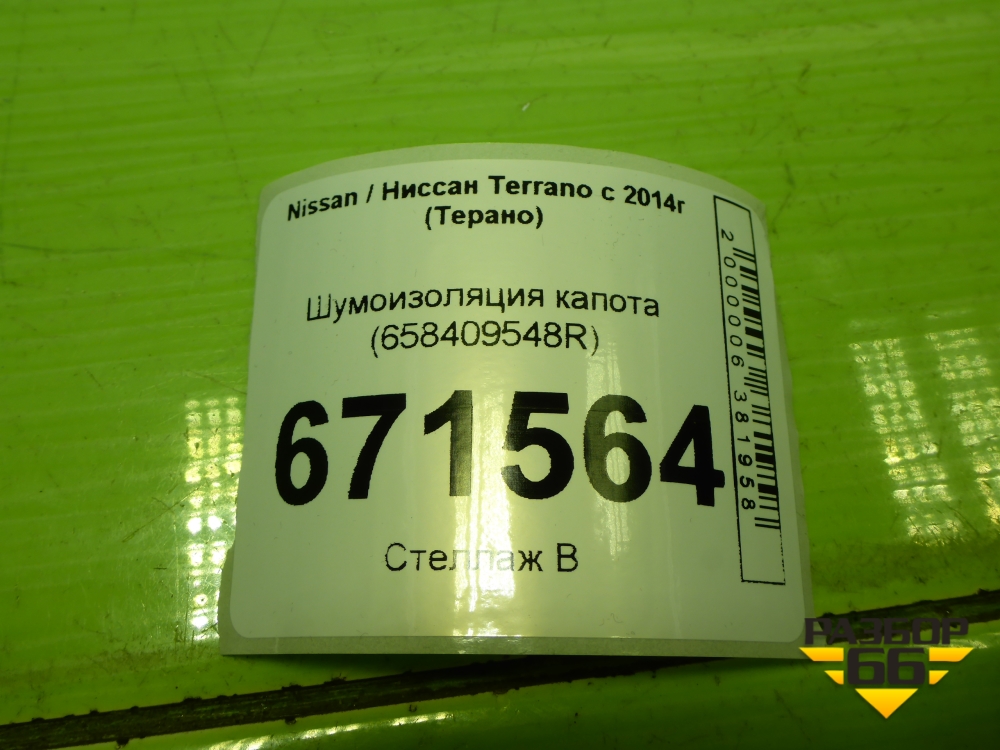 Nissan / Ниссан Terrano с 2014г
(Терано)
Шумоизоляция капота
(658409548R)
671564
Стеллаж В
2000006381958
РАЗБОР
66